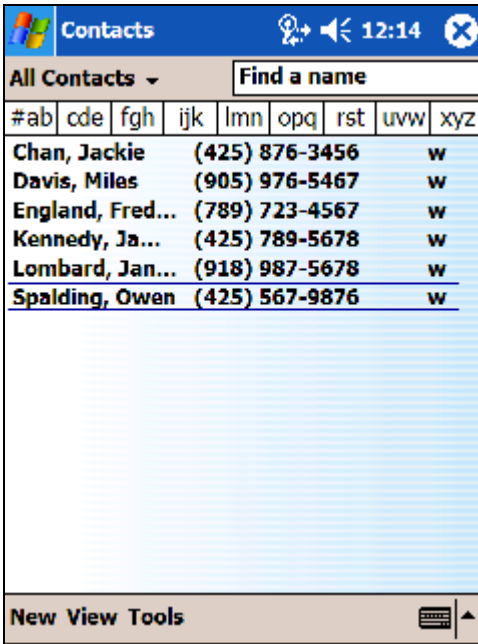 Contacts 12:14
All Contacts Find a name
#ab cde fgh ijk lmn opq rst uvw xyz
Chan, Jackie (425) 876-3456 w
Davis, Miles (905) 976-5467 w
England, Fred... (789) 723-4567 w
Kennedy, Ja... (425) 789-5678 w
Lombard, Jan... (918) 987-5678 w
Spalding, Owen (425) 567-9876 w
New View Tools